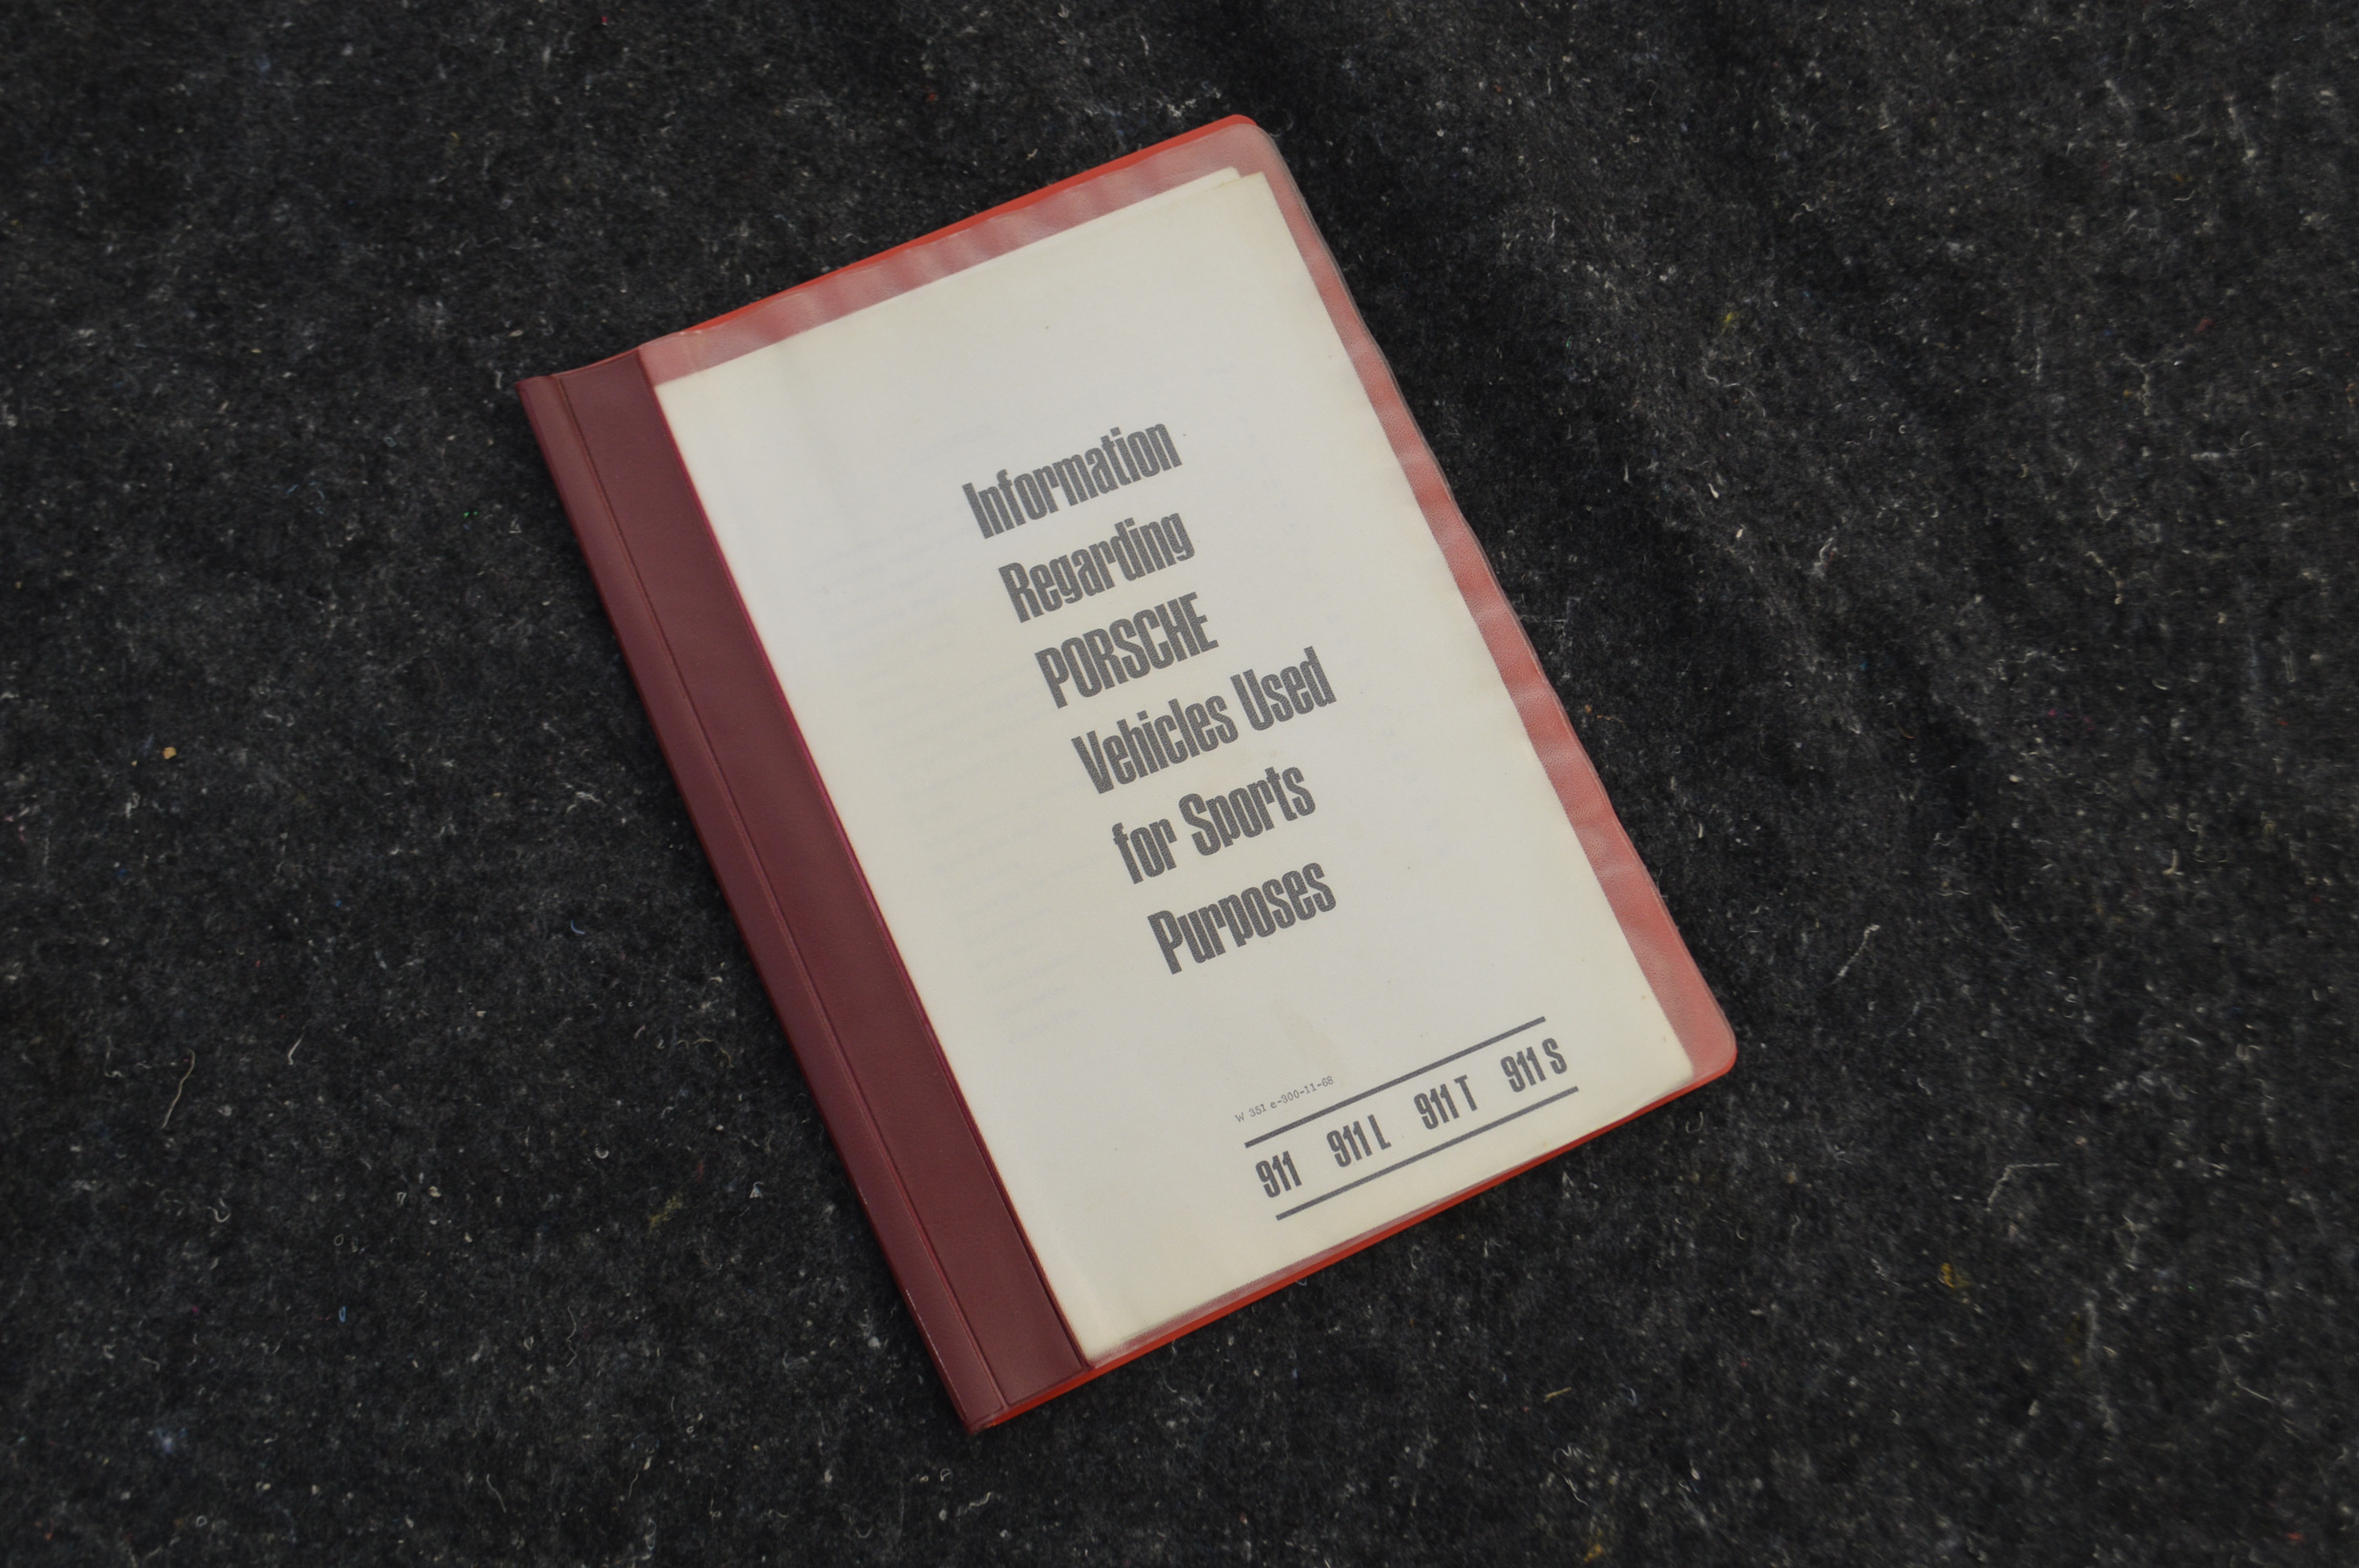 Information
Regarding
PORSCHE
Vehicles Used
for Sports
Purposes
W 351 e-300-11-68
911 911 L 911 T 911 S